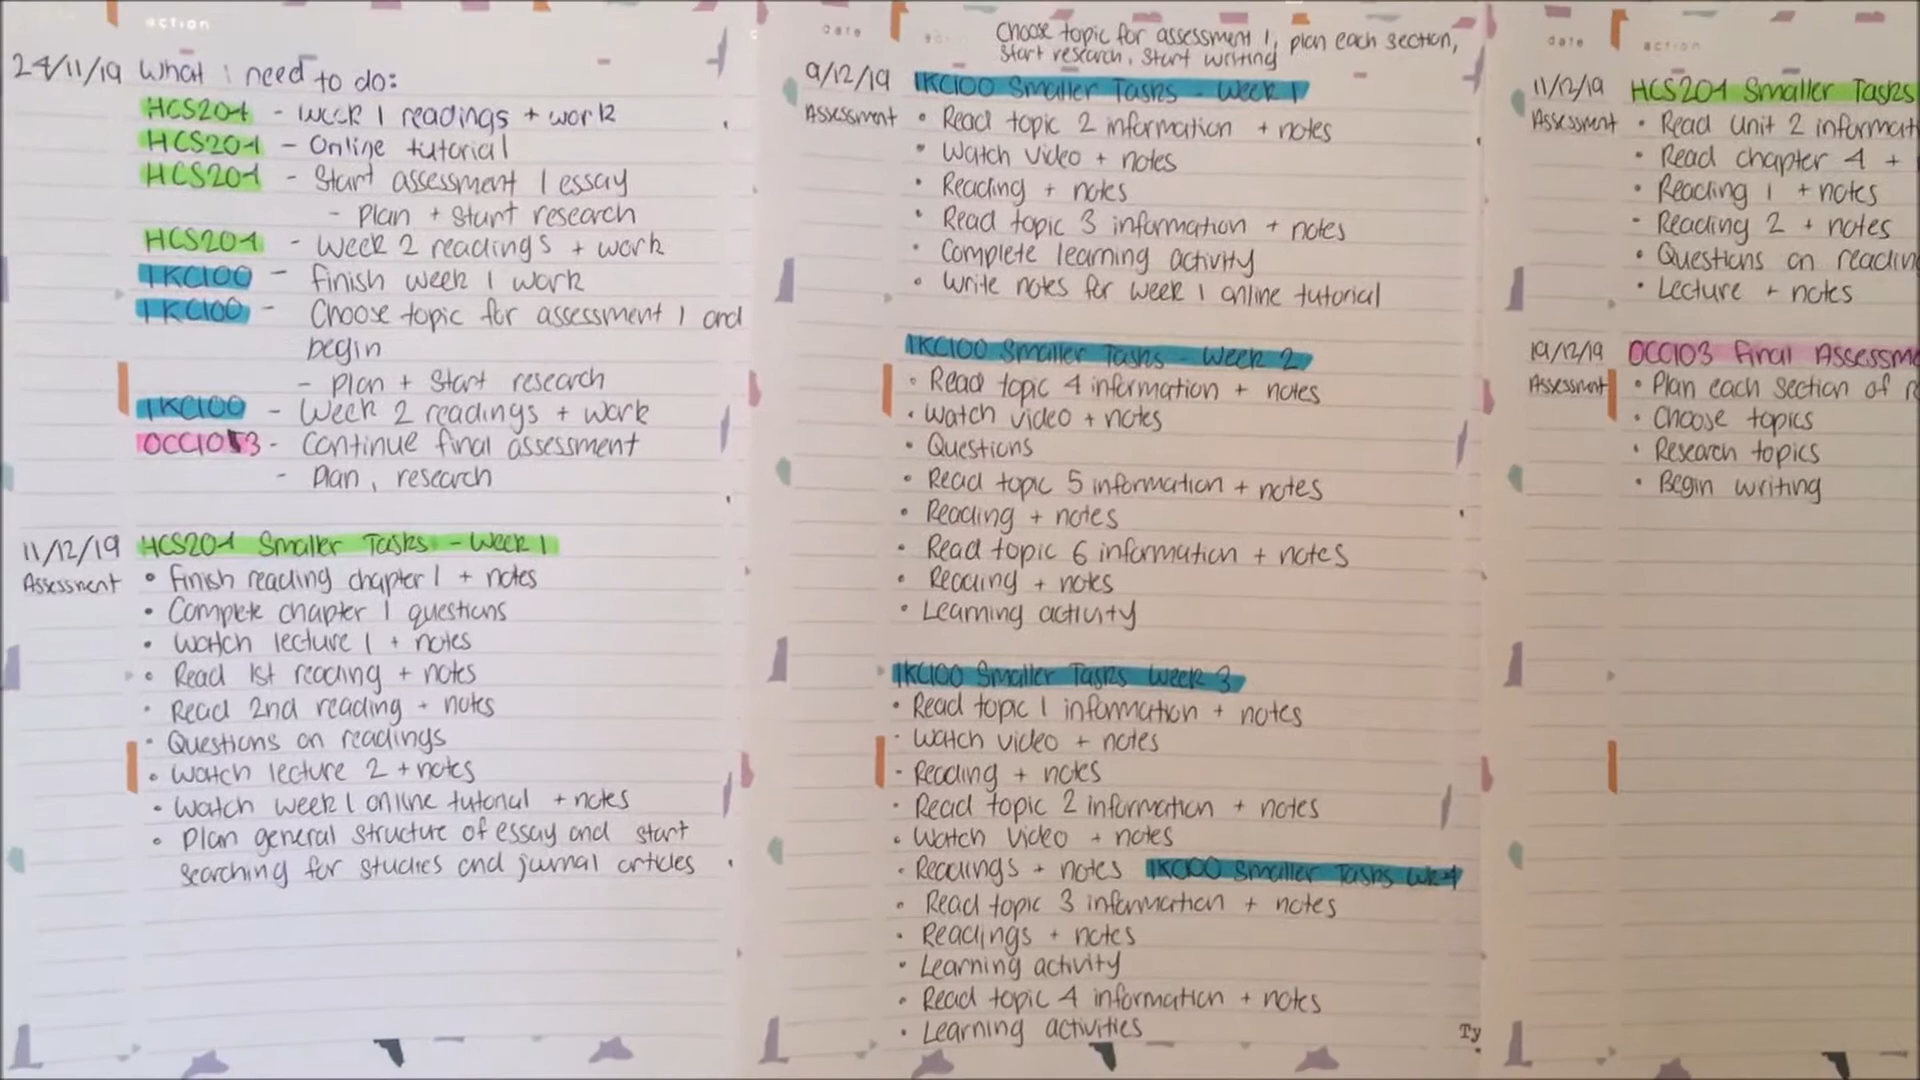 action
24/11/19 What i need to do:
HCS204 - week 1 readings + work
HCS204 - Online tutorial
HCS204 - Start assessment 1 essay
- Plan + Start research
HCS204 - Week 2 readings + work
IKC100 - finish week 1 work
IKC100 - Choose topic for assessment 1 and
begin
- Plan + Start research
IKC100 - Week 2 readings + work
OCC103 - Continue final assessment
- Plan, research
11/12/19 HCS204 Smaller Tasks - Week 1
Assessment • Finish reading chapter 1 + notes
• Complete chapter 1 questions
• Watch lecture 1 + notes
• Read 1st reading + notes
• Read 2nd reading + notes
• Questions on readings
• Watch lecture 2 + notes
• Watch week 1 online tutorial + notes
• Plan general structure of essay and start
searching for studies and journal articles
date action
Choose topic for assessment 1, plan each section,
start research, start writing
9/12/19 IKC100 Smaller Tasks - Week 1
Assessment • Read topic 2 information + notes
• Watch video + notes
• Reading + notes
• Read topic 3 information + notes
• Complete learning activity
• Write notes for week 1 online tutorial
IKC100 Smaller Tasks - Week 2
• Read topic 4 information + notes
• Watch video + notes
• Questions
• Read topic 5 information + notes
• Reading + notes
• Read topic 6 information + notes
• Reading + notes
• Learning activity
IKC100 Smaller Tasks Week 3
• Read topic 1 information + notes
• Watch video + notes
- Reading + notes
• Read topic 2 information + notes
• Watch video + notes
• Readings + notes IKC100 Smaller Tasks Wk4
• Read topic 3 information + notes
• Readings + notes
• Learning activity
• Read topic 4 information + notes
• Learning activities
Ty
date action
11/12/19 HCS204 Smaller Tasks
Assessment • Read unit 2 informat
• Read chapter 4 +
• Reading 1 + notes
- Reading 2 + notes
• Questions on readin
• Lecture + notes
19/12/19 OCC103 Final Assessm
Assessment • Plan each section of
• Choose topics
• Research topics
• Begin writing